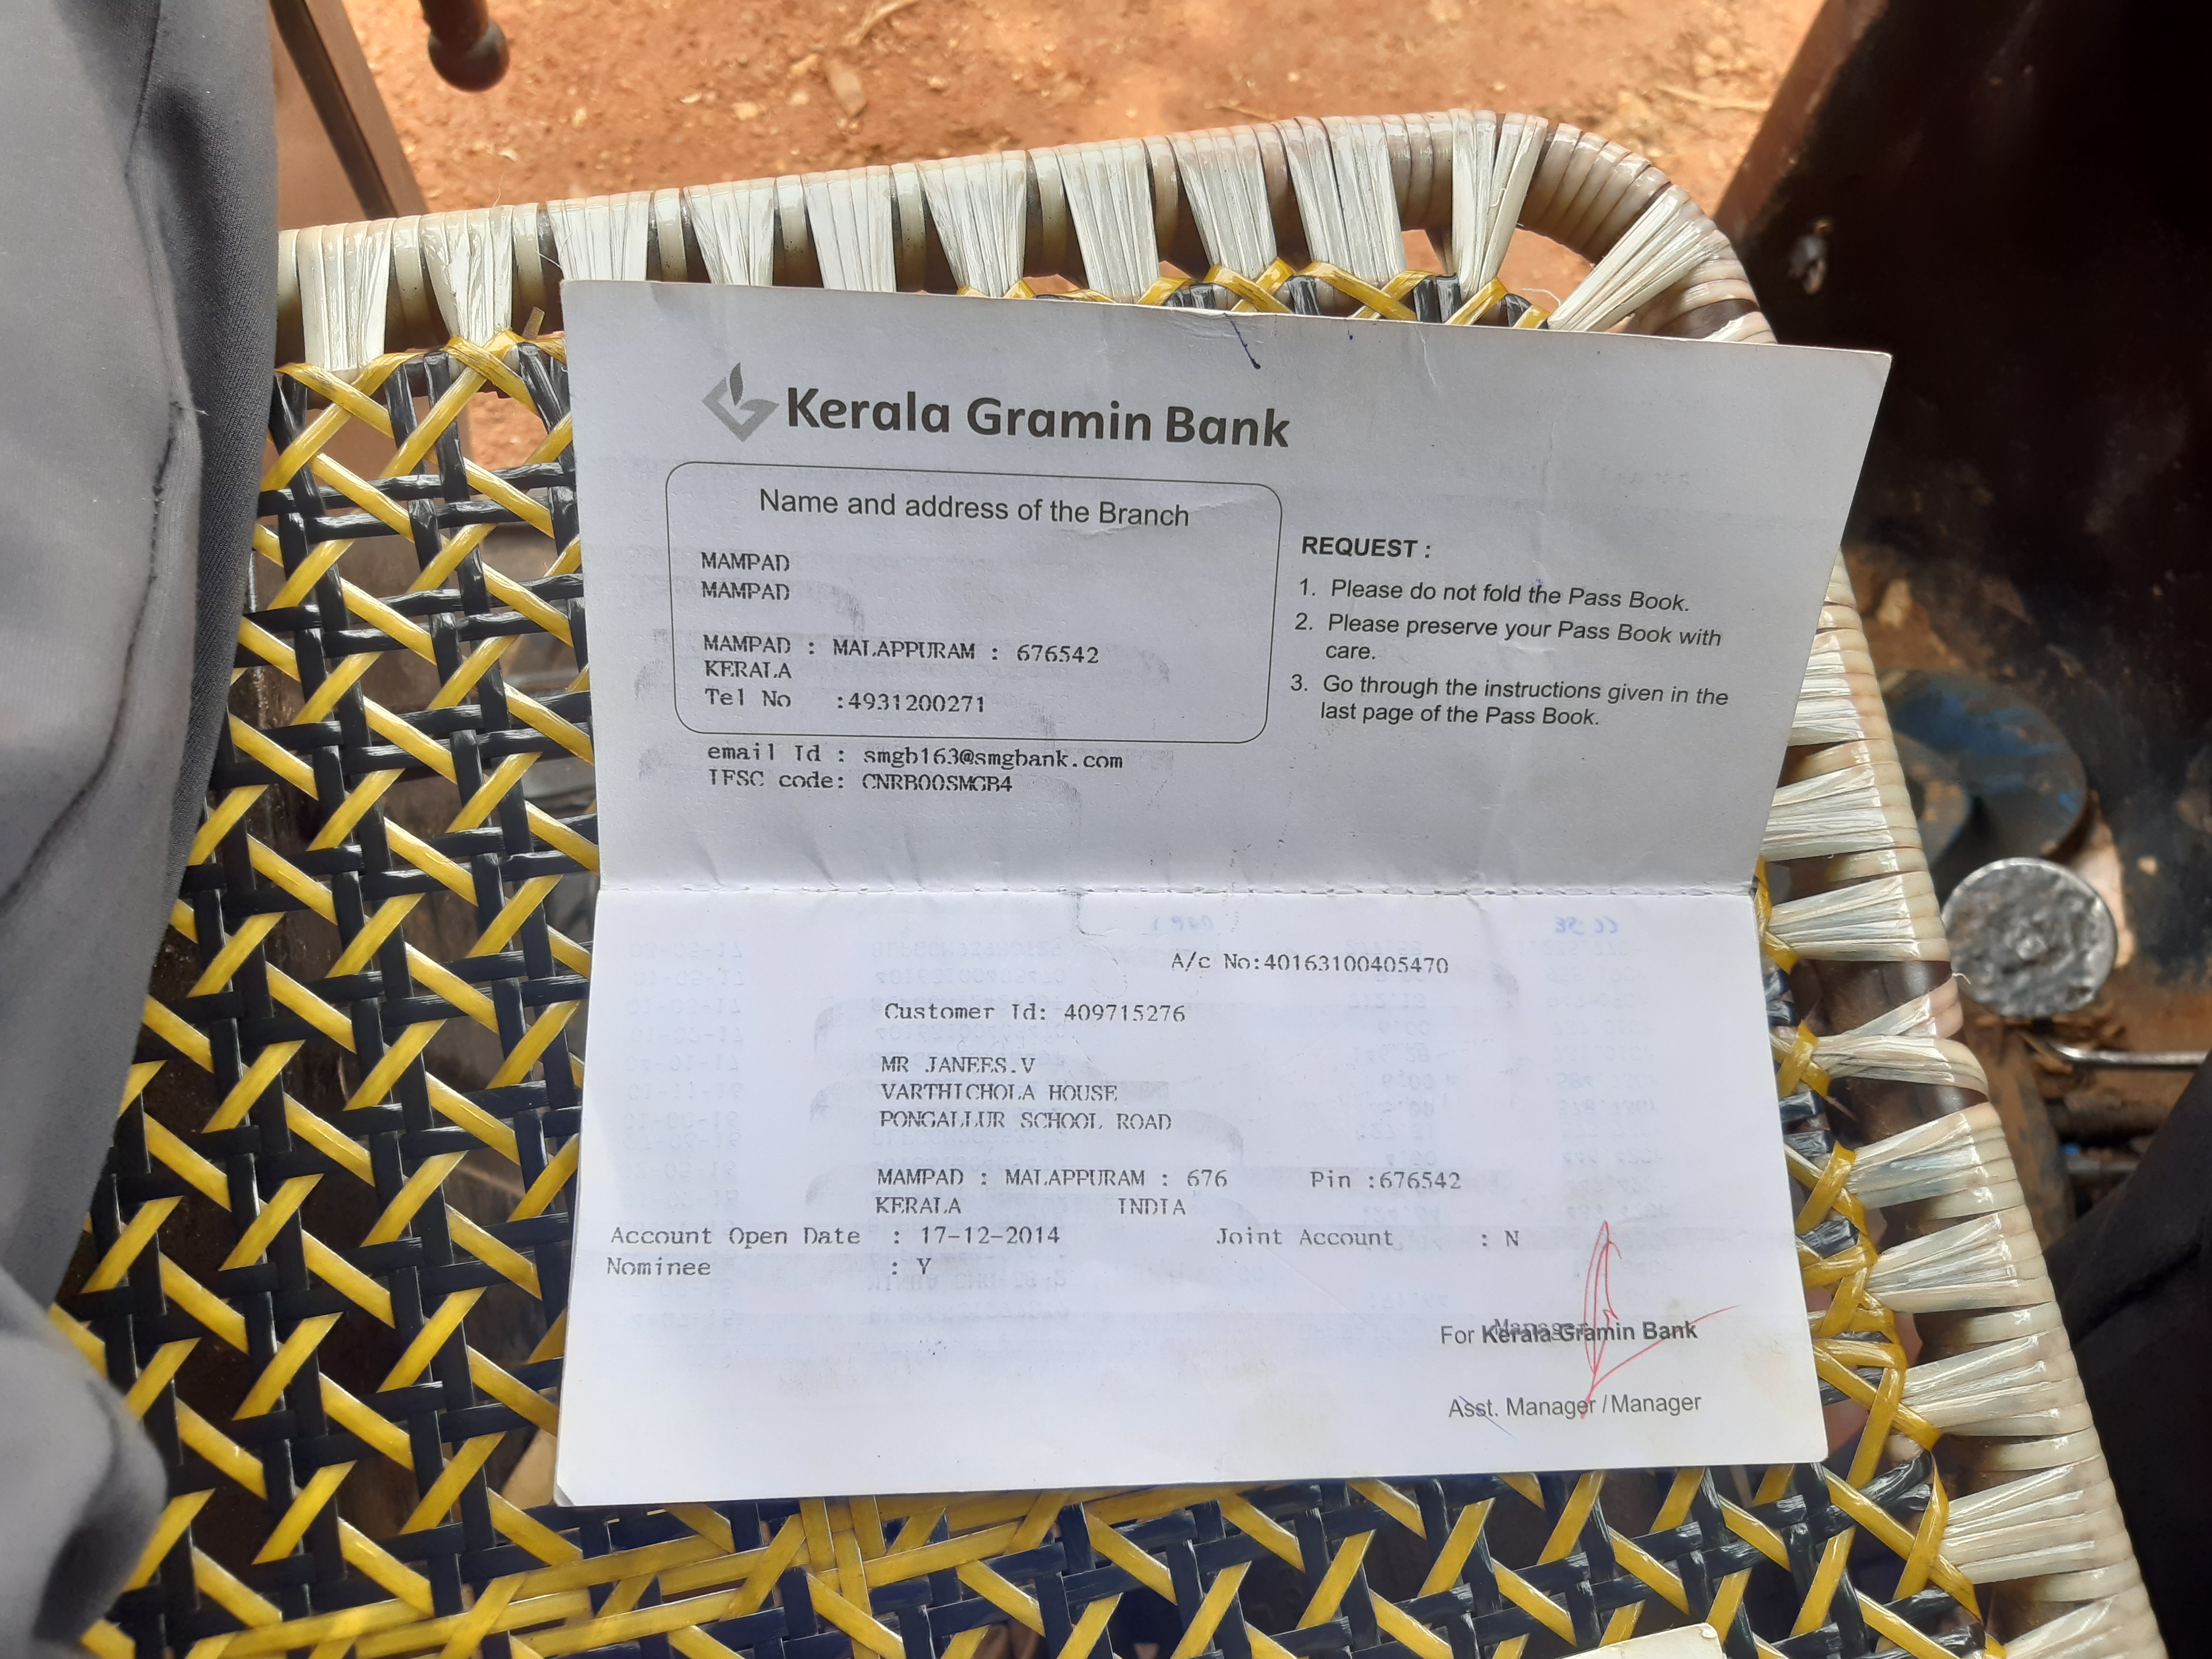 Kerala Gramin Bank
Name and address of the Branch
MAMPAD
MAMPAD
MAMPAD : MALAPPURAM : 676542
KERALA
Tel No :4931200271
email Id : smgb163@smgbank.com
IFSC code: CNRB00SMGB4
REQUEST :
1. Please do not fold the Pass Book.
2. Please preserve your Pass Book with
care.
3. Go through the instructions given in the
last page of the Pass Book.
A/c No:40163100405470
Customer Id: 409715276
MR JANEES.V
VARTHICHOLA HOUSE
PONGALLUR SCHOOL ROAD
MAMPAD : MALAPPURAM : 676 Pin :676542
KERALA INDIA
Account Open Date : 17-12-2014 Joint Account : N
Nominee : Y
Manager
For Kerala Gramin Bank
Asst. Manager / Manager